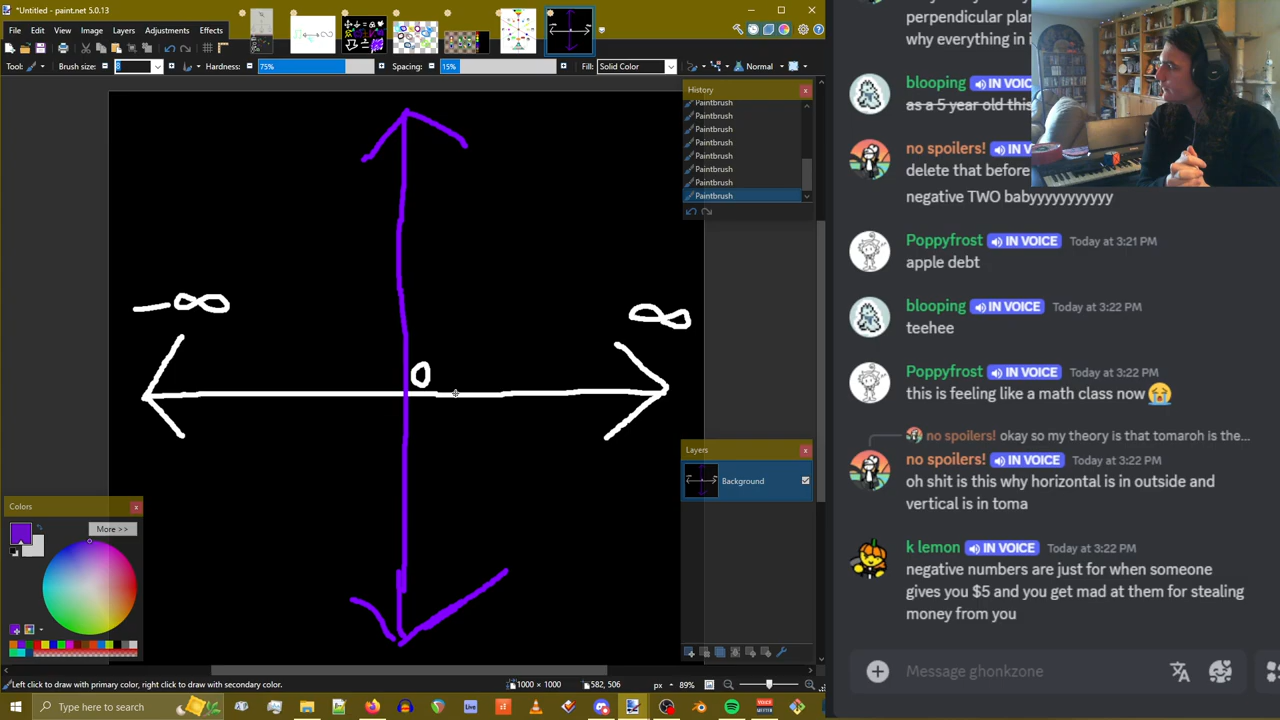 *Untitled - paint.net 5.0.13
File Edit View Image Layers Adjustments Effects
Tool: Brush size: Hardness: 75% Spacing: 15% Fill: Solid Color Normal
History
Paintbrush
Paintbrush
Paintbrush
Paintbrush
Paintbrush
Paintbrush
Paintbrush
Paintbrush
-∞
∞
0
Layers
Background
Colors
More >>
Left click to draw with primary color, right click to draw with secondary color.
582, 506
1000 × 1000
px
89%
Type here to search
Live
perpendicular
why everything in
blooping
as a 5 year old
no spoilers! IN V
delete that before
negative TWO babyyyyyyyyyy
Poppyfrost IN VOICE Today at 3:21 PM
apple debt
blooping IN VOICE Today at 3:22 PM
teehee
Poppyfrost IN VOICE Today at 3:22 PM
this is feeling like a math class now 😭
no spoilers! okay so my theory is that tomaroh is the...
no spoilers! IN VOICE Today at 3:22 PM
oh shit is this why horizontal is in outside and
vertical is in toma
k lemon IN VOICE Today at 3:22 PM
negative numbers are just for when someone
gives you $5 and you get mad at them for stealing
money from you
Message ghonkzone